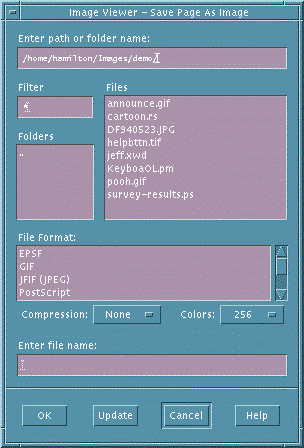 Image Viewer – Save Page As Image
Enter path or folder name:
/home/hamilton/Images/demo/
Filter Files
*
announce.gif
cartoon.rs
DF940523.JPG
helpbttn.tif
jeff.xwd
KeyboaOL.pm
pooh.gif
survey-results.ps
Folders
..
File Format:
EPSF
GIF
JFIF (JPEG)
PostScript
Compression: None Colors: 256
Enter file name:
OK Update Cancel Help